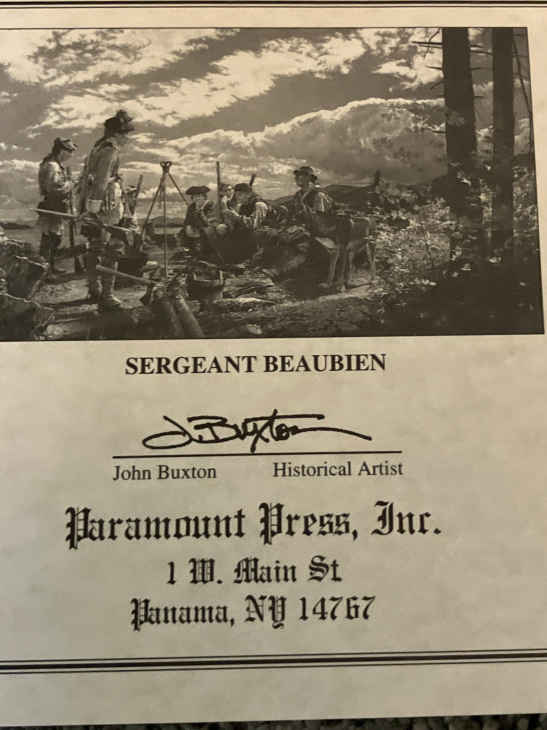 SERGEANT BEAUBIEN
J. Buxton
John Buxton Historical Artist
Paramount Press, Inc.
1 W. Main St
Panama, NY 14767